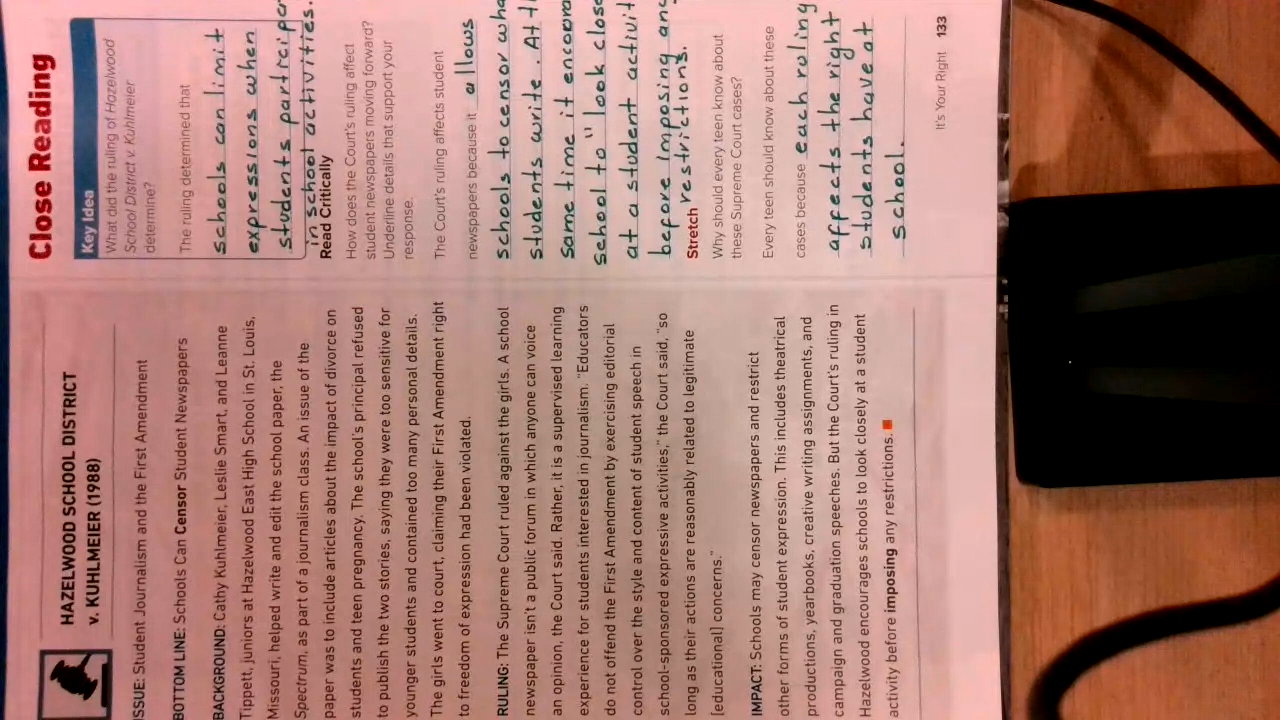 HAZELWOOD SCHOOL DISTRICT
v. KUHLMEIER (1988)
ISSUE: Student Journalism and the First Amendment
BOTTOM LINE: Schools Can Censor Student Newspapers
BACKGROUND: Cathy Kuhlmeier, Leslie Smart, and Leanne
Tippett, juniors at Hazelwood East High School in St. Louis,
Missouri, helped write and edit the school paper, the
Spectrum, as part of a journalism class. An issue of the
paper was to include articles about the impact of divorce on
students and teen pregnancy. The school's principal refused
to publish the two stories, saying they were too sensitive for
younger students and contained too many personal details.
The girls went to court, claiming their First Amendment right
to freedom of expression had been violated.
RULING: The Supreme Court ruled against the girls. A school
newspaper isn't a public forum in which anyone can voice
an opinion, the Court said. Rather, it is a supervised learning
experience for students interested in journalism. "Educators
do not offend the First Amendment by exercising editorial
control over the style and content of student speech in
school-sponsored expressive activities," the Court said, "so
long as their actions are reasonably related to legitimate
[educational] concerns."
IMPACT: Schools may censor newspapers and restrict
other forms of student expression. This includes theatrical
productions, yearbooks, creative writing assignments, and
campaign and graduation speeches. But the Court's ruling in
Hazelwood encourages schools to look closely at a student
activity before imposing any restrictions.
Close Reading
Key Idea
What did the ruling of Hazelwood
School District v. Kuhlmeier
determine?
The ruling determined that
schools can limit
expressions when
students
in school activities.
Read Critically
How does the Court's ruling affect
student newspapers moving forward?
Underline details that support your
response.
The Court's ruling affects student
newspapers because it allows
schools to censor
students write. At
same time it
school to "look
at a student
before imposing
restrictions.
Stretch
Why should every teen know about
these Supreme Court cases?
Every teen should know about these
cases because each ruling
affects the right
students have at
school.
It's Your Right 133